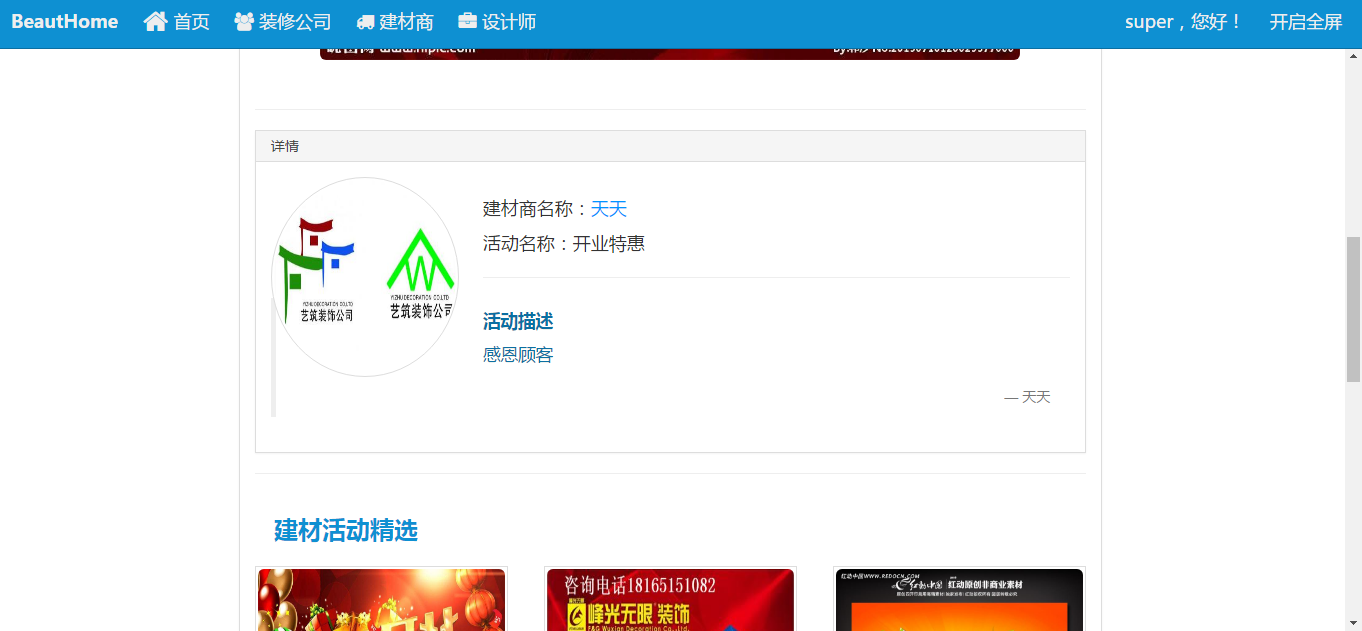 BeautHome 首页 装修公司 建材商 设计师 super，您好！ 开启全屏
详情
建材商名称：天天
活动名称：开业特惠
YIZHU DECORATION CO.LTD
艺筑装饰公司
YIZHU DECORATION CO.LTD
艺筑装饰公司
活动描述
感恩顾客
— 天天
建材活动精选
咨询电话18165151082
峰光无限 装饰
F&G Wuxian Decoration Co.,Ltd.
红动中国WWW.REDOCN.COM
红动中国 红动原创非商业素材